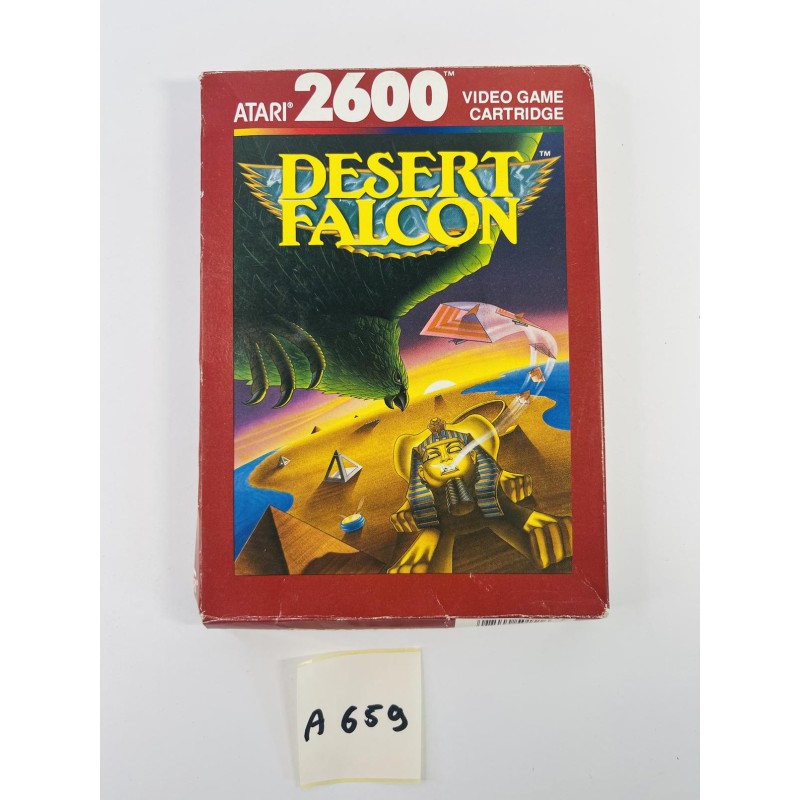 ATARI® 2600™ VIDEO GAME
CARTRIDGE
DESERT™
FALCON
A 659